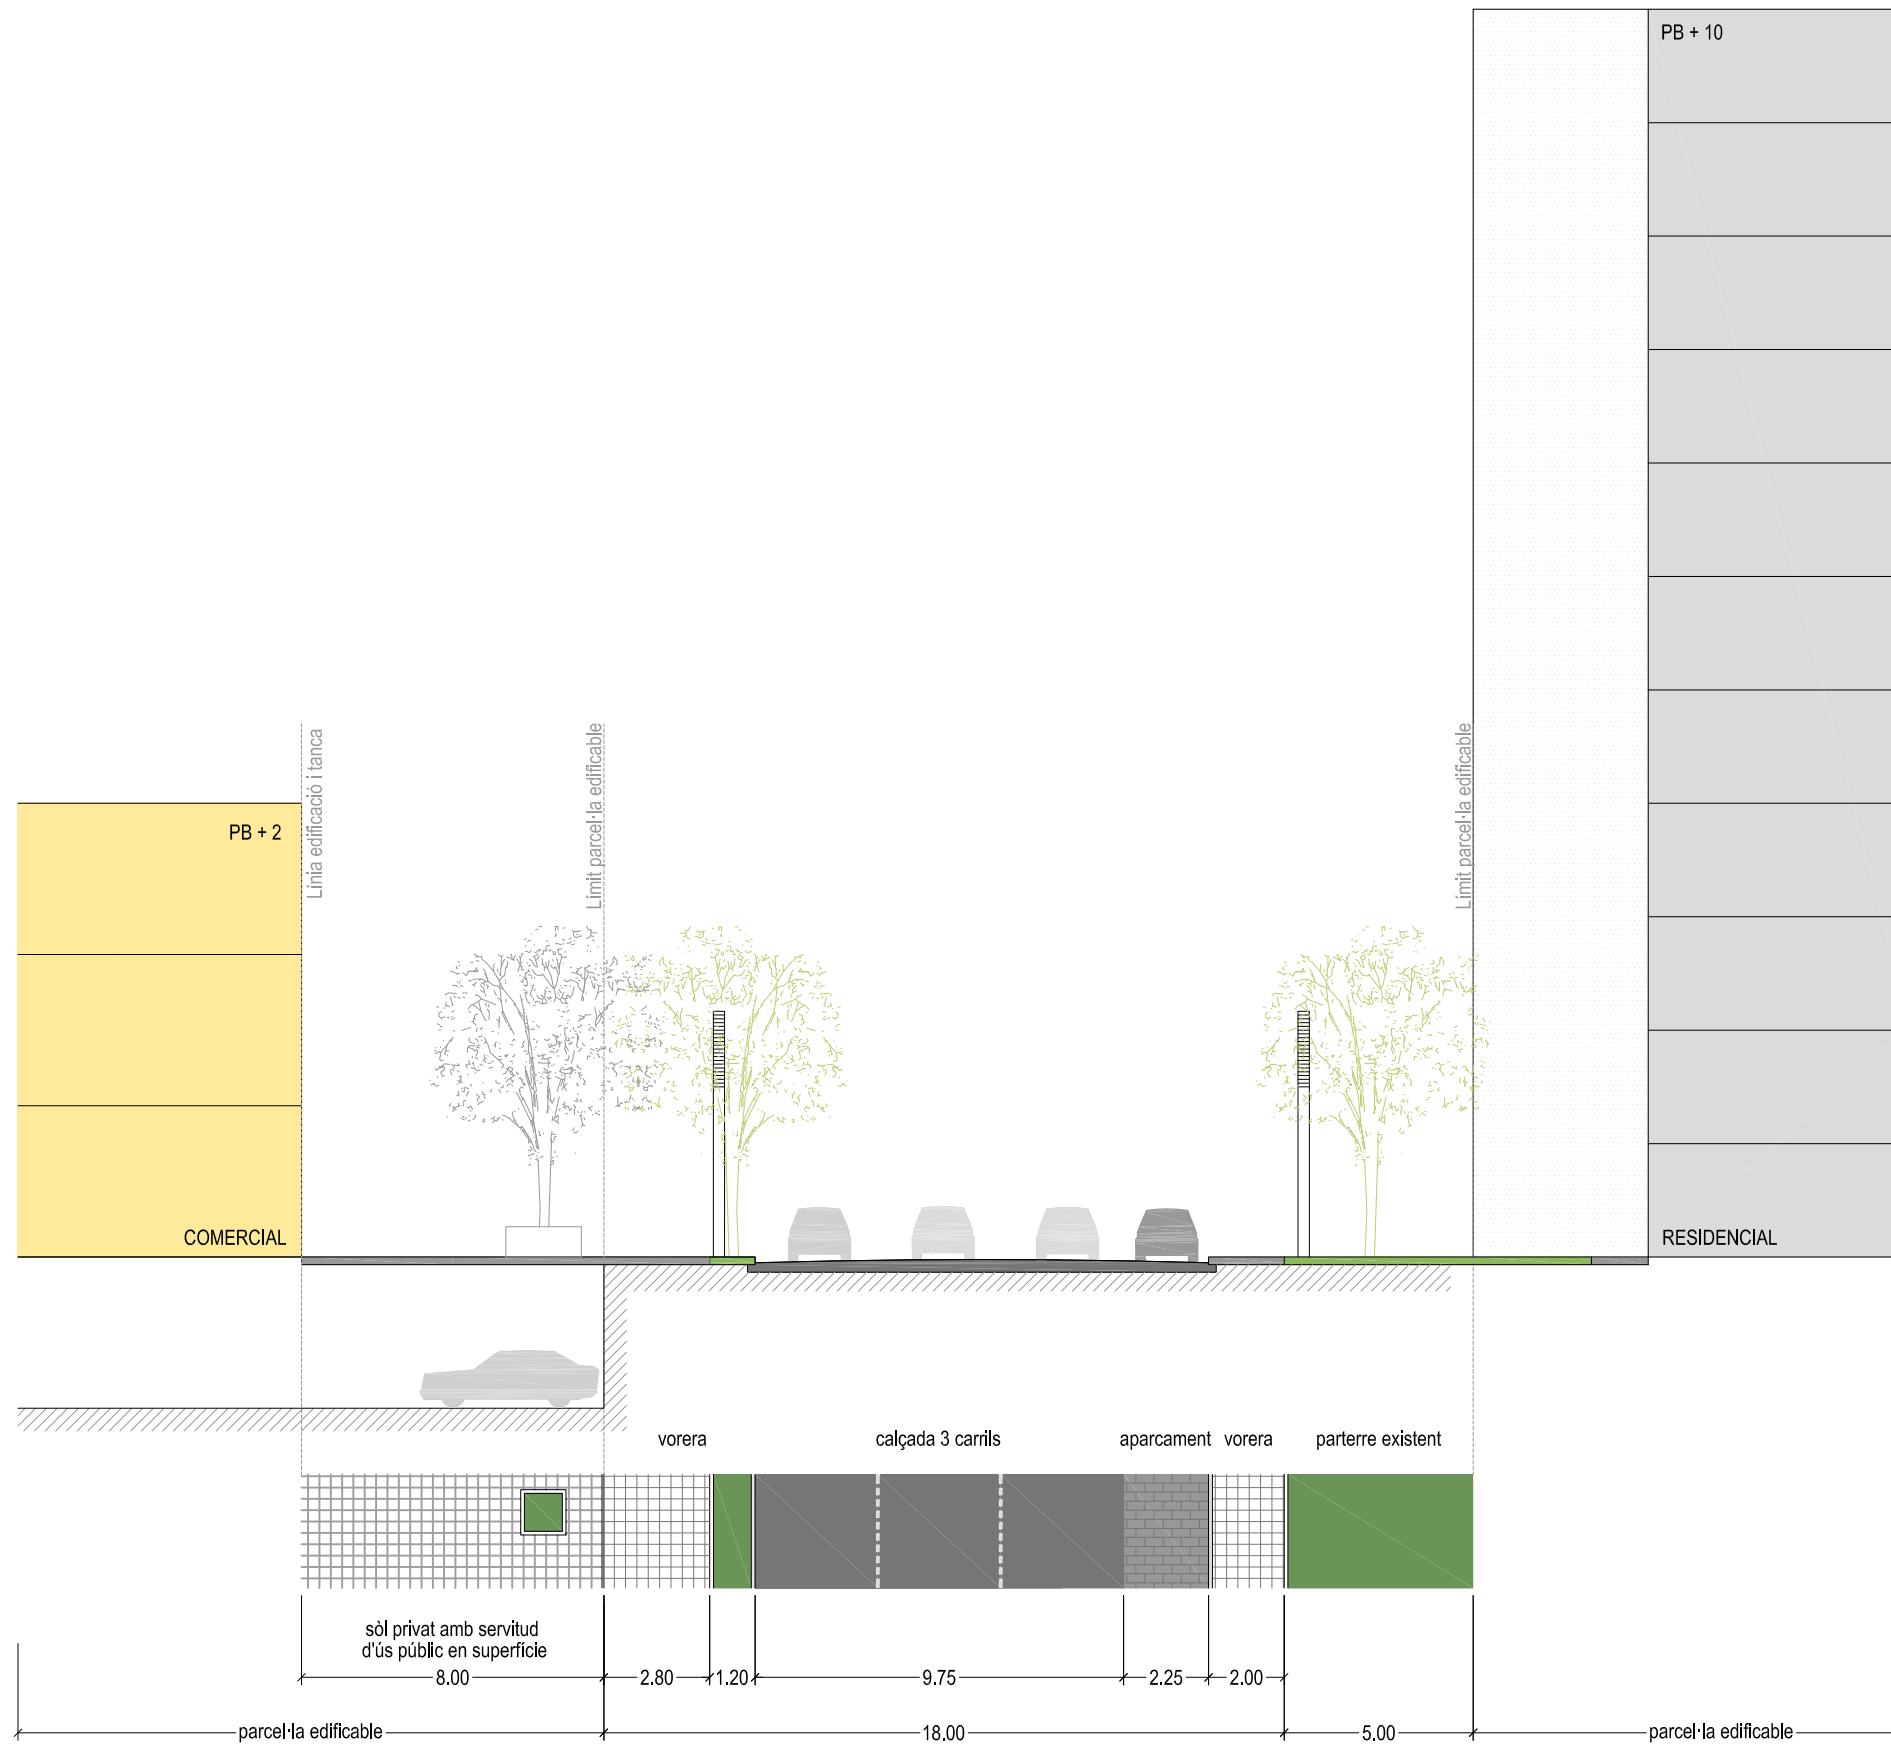 PB + 10
Línia edificació i tanca
Límit parcel·la edificable
Límit parcel·la edificable
PB + 2
COMERCIAL
RESIDENCIAL
vorera
calçada 3 carrils
aparcament
vorera
parterre existent
sòl privat amb servitud
d'ús públic en superfície
8.00
2.80
1.20
9.75
2.25
2.00
parcel·la edificable
18.00
5.00
parcel·la edificable